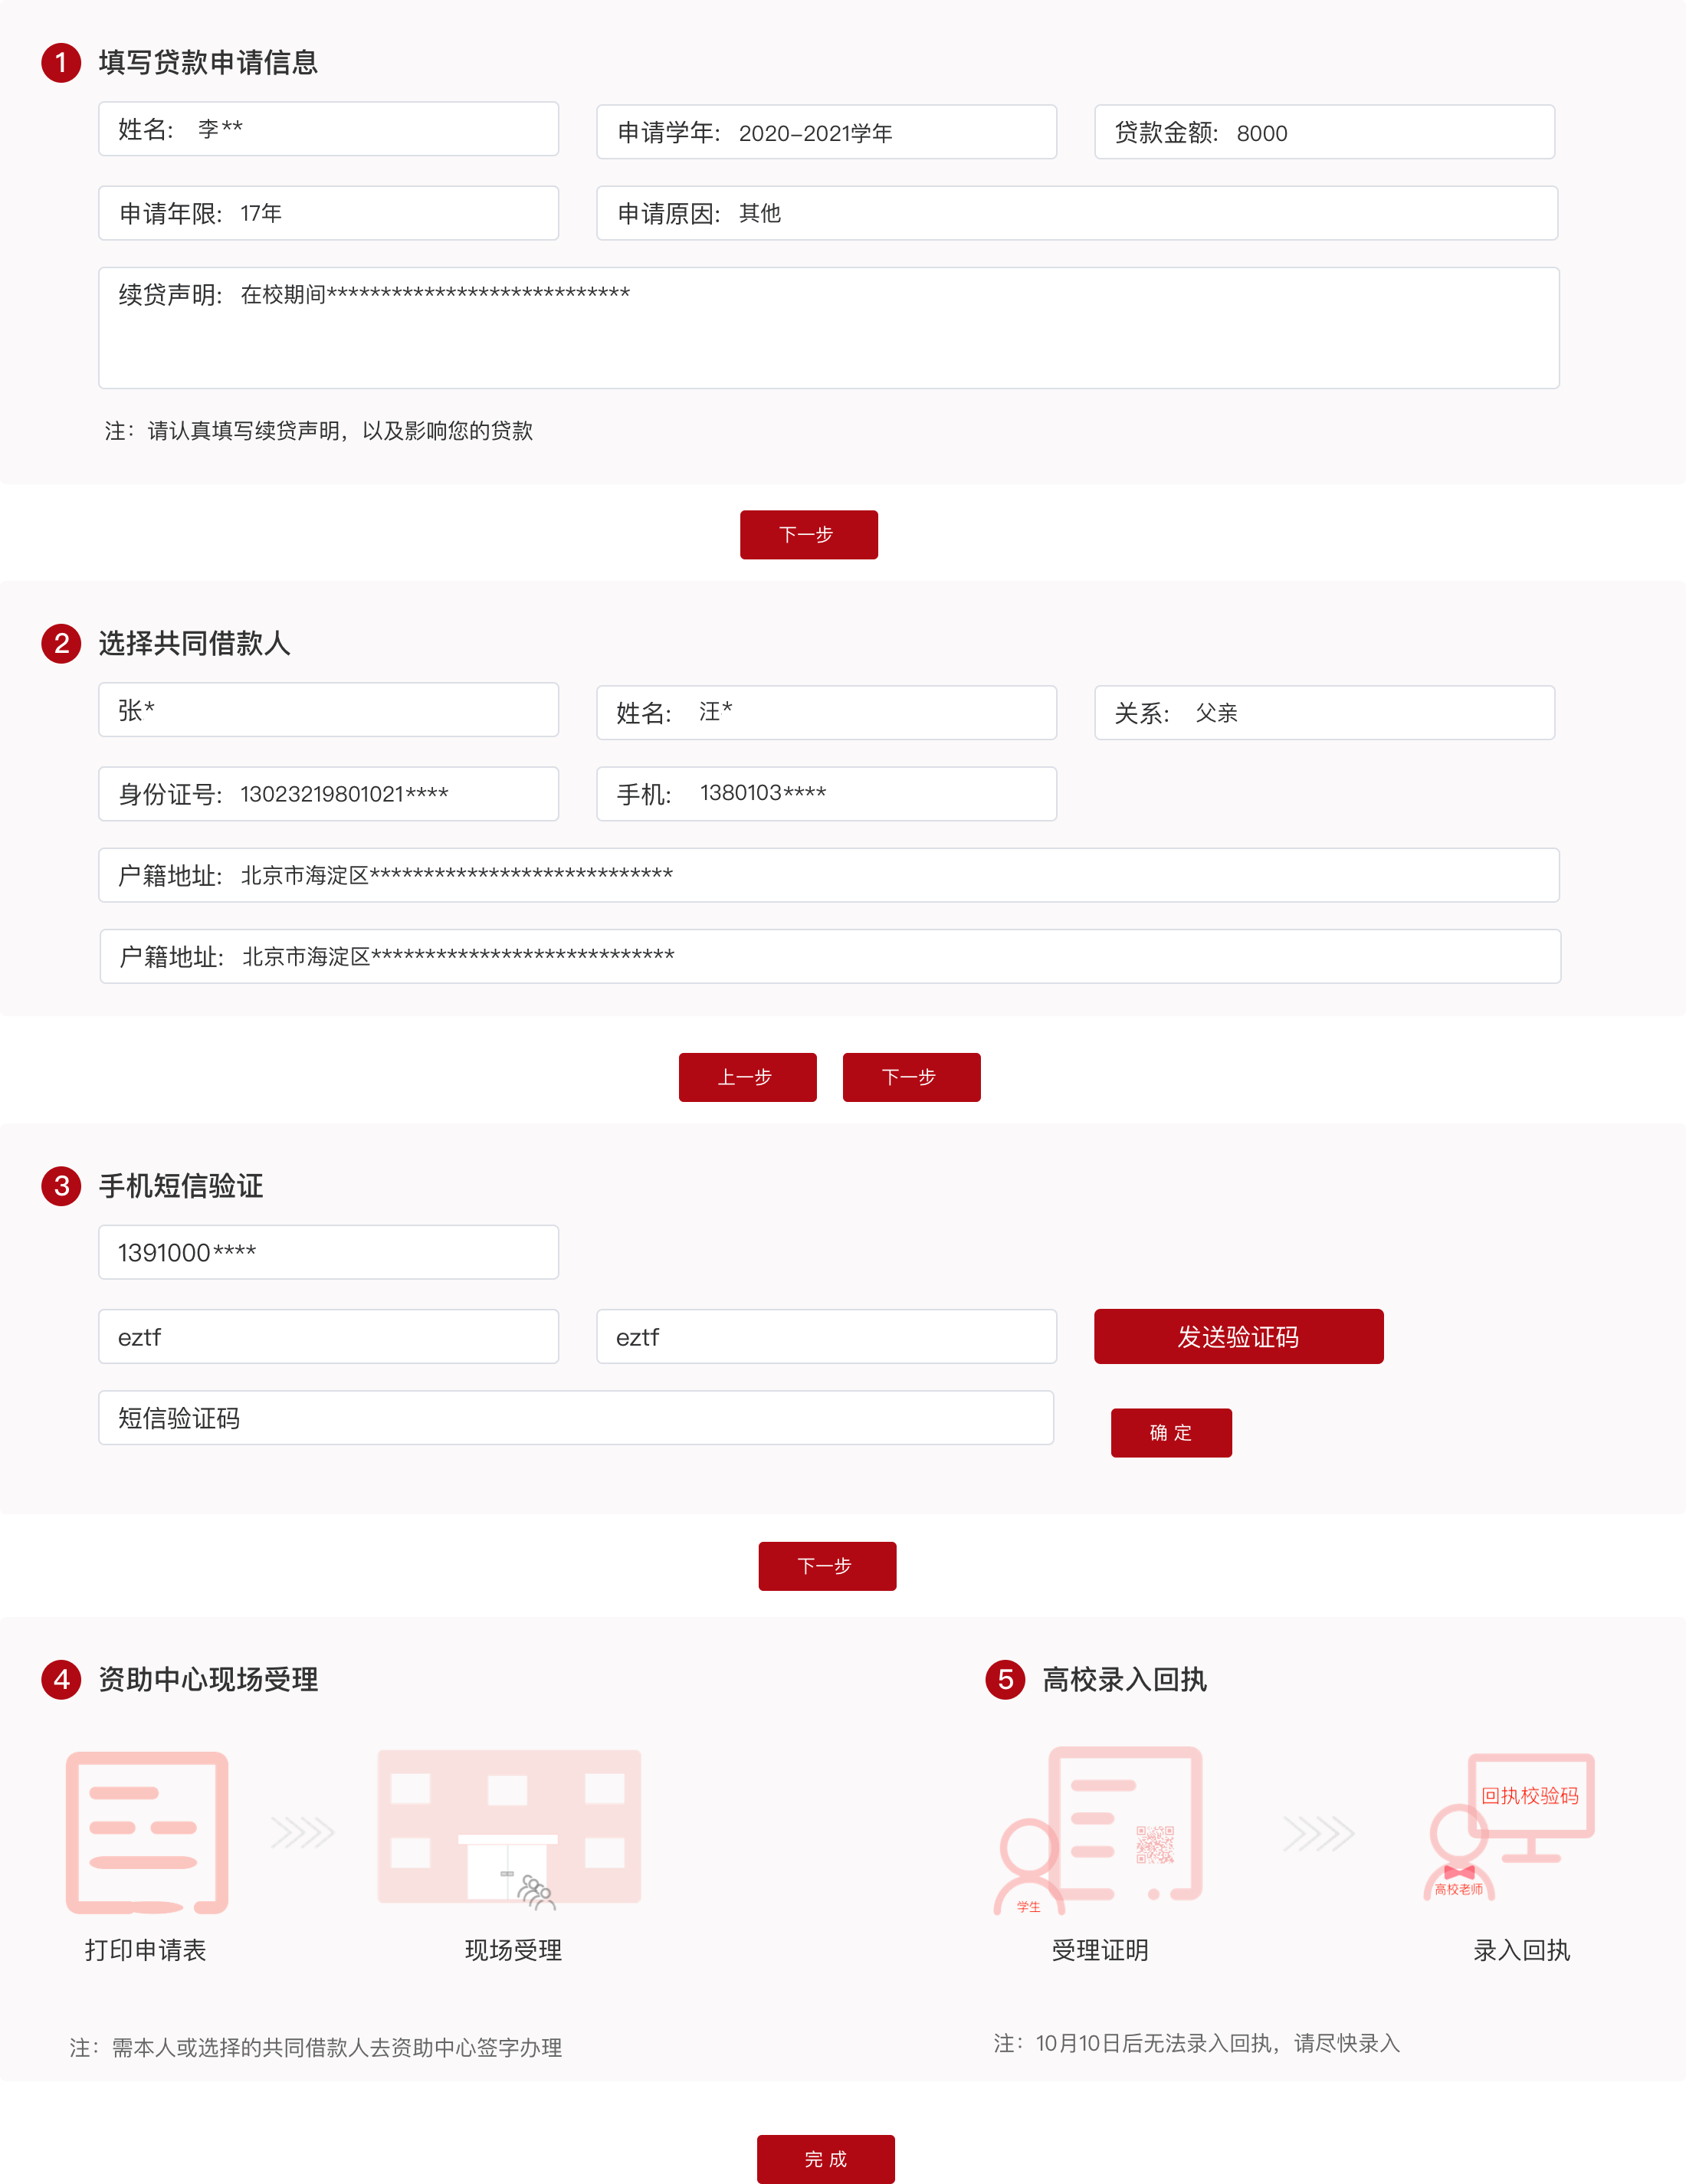 1 填写贷款申请信息
姓名： 李**
申请学年： 2020-2021学年
贷款金额： 8000
申请年限： 17年
申请原因： 其他
续贷声明： 在校期间****************************
注：请认真填写续贷声明，以及影响您的贷款
下一步
2 选择共同借款人
张*
姓名： 汪*
关系： 父亲
身份证号： 13023219801021****
手机： 1380103****
户籍地址： 北京市海淀区****************************
户籍地址： 北京市海淀区****************************
上一步
下一步
3 手机短信验证
1391000****
eztf
eztf
发送验证码
短信验证码
确 定
下一步
4 资助中心现场受理
5 高校录入回执
回执校验码
高校老师
学生
打印申请表
现场受理
受理证明
录入回执
注：需本人或选择的共同借款人去资助中心签字办理
注：10月10日后无法录入回执，请尽快录入
完 成